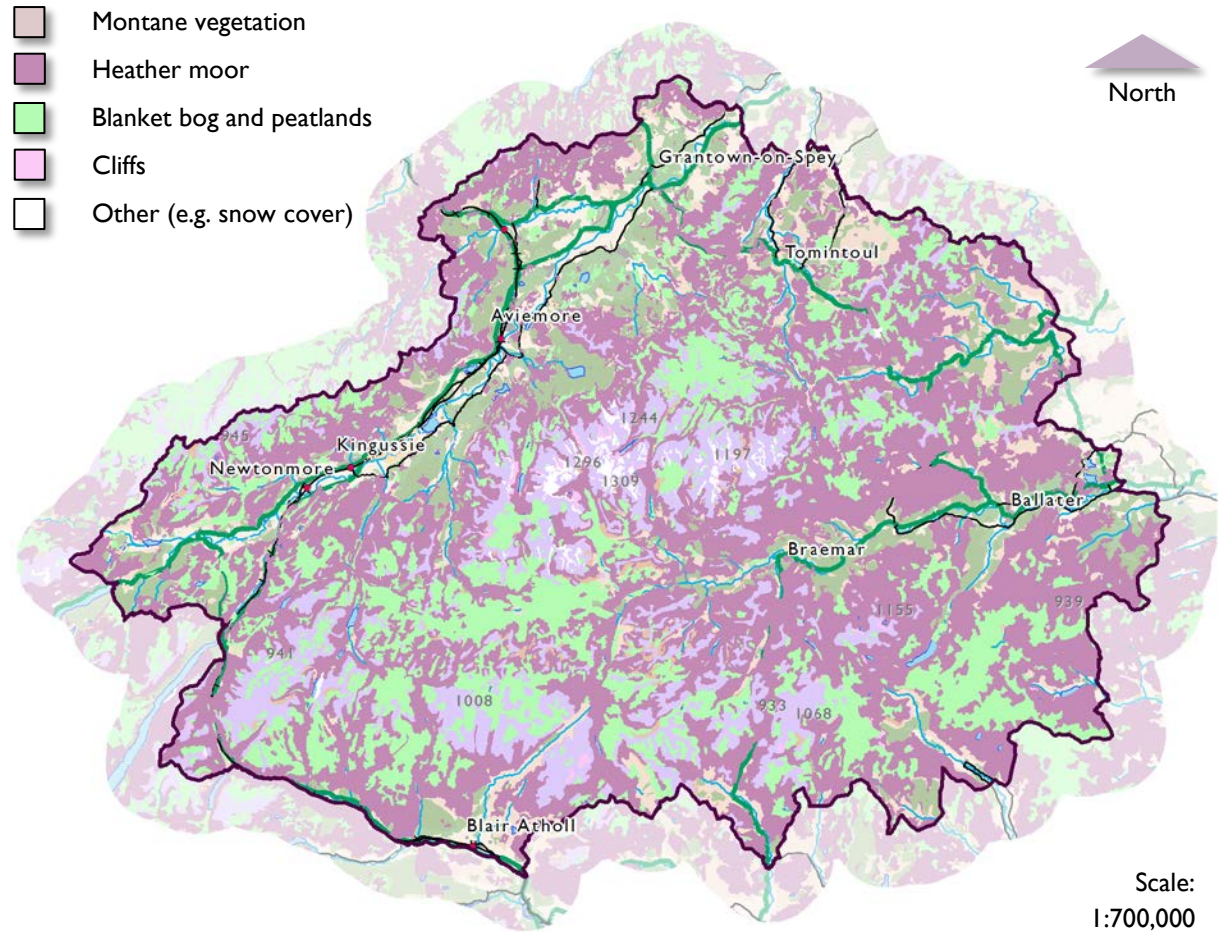 Montane vegetation
Heather moor
Blanket bog and peatlands
Cliffs
Other (e.g. snow cover)
North
Grantown-on-Spey
Tomintoul
Aviemore
1244
945
Kingussie
1197
Newtonmore
1296
1309
Ballater
Braemar
1155
939
941
1008
933
1068
Blair Atholl
Scale:
1:700,000